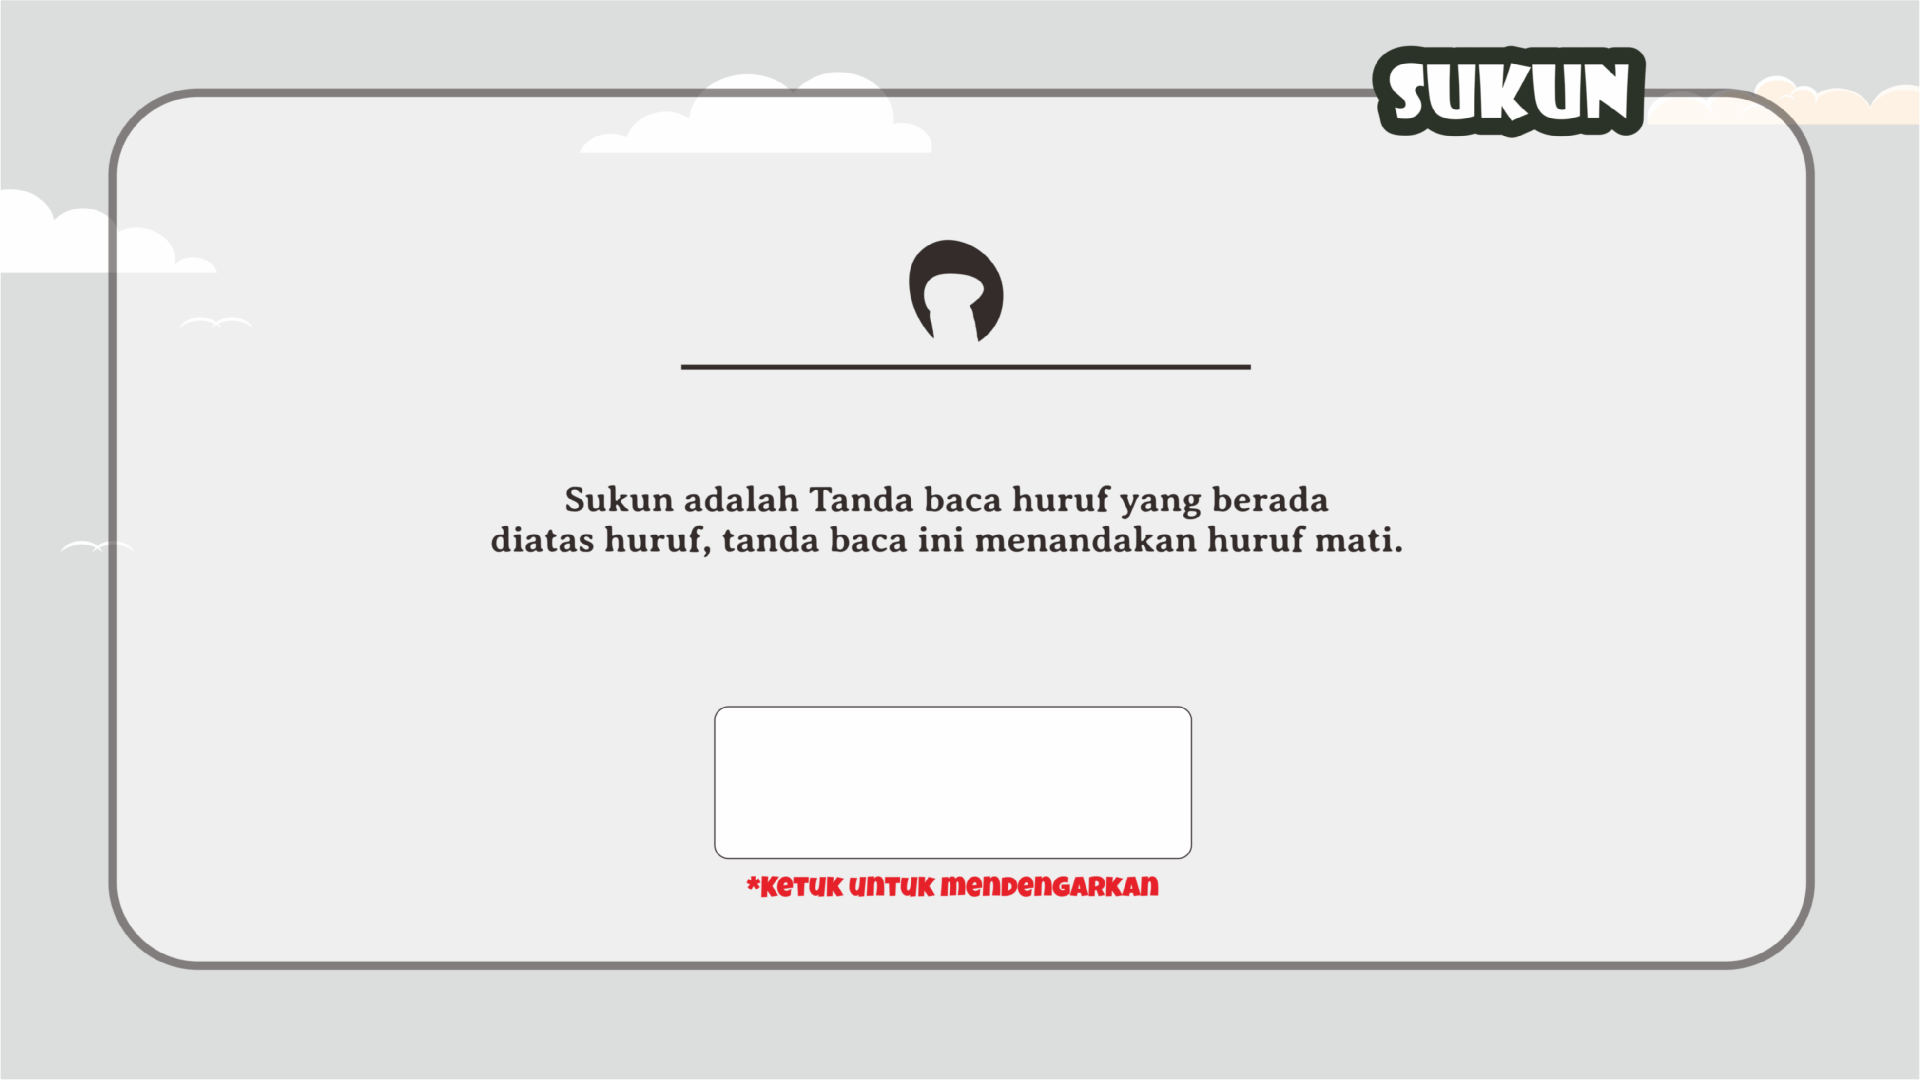 SUKUN
Sukun adalah Tanda baca huruf yang berada
diatas huruf, tanda baca ini menandakan huruf mati.
*Ketuk untuk mendengarkan